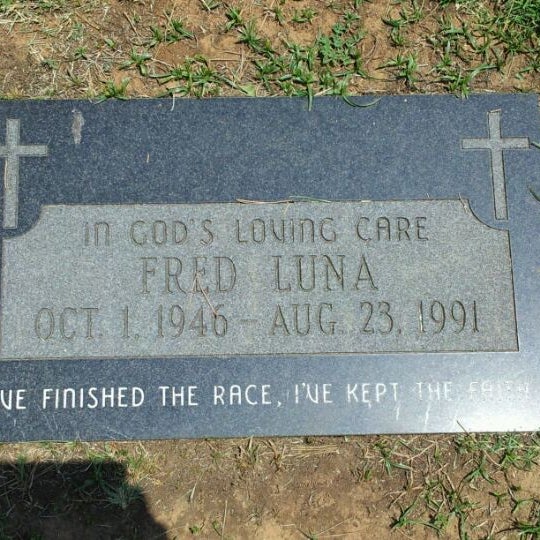 IN GOD'S LOVING CARE
FRED LUNA
OCT. 1, 1946 - AUG. 23, 1991
VE FINISHED THE RACE, I'VE KEPT THE FAITH